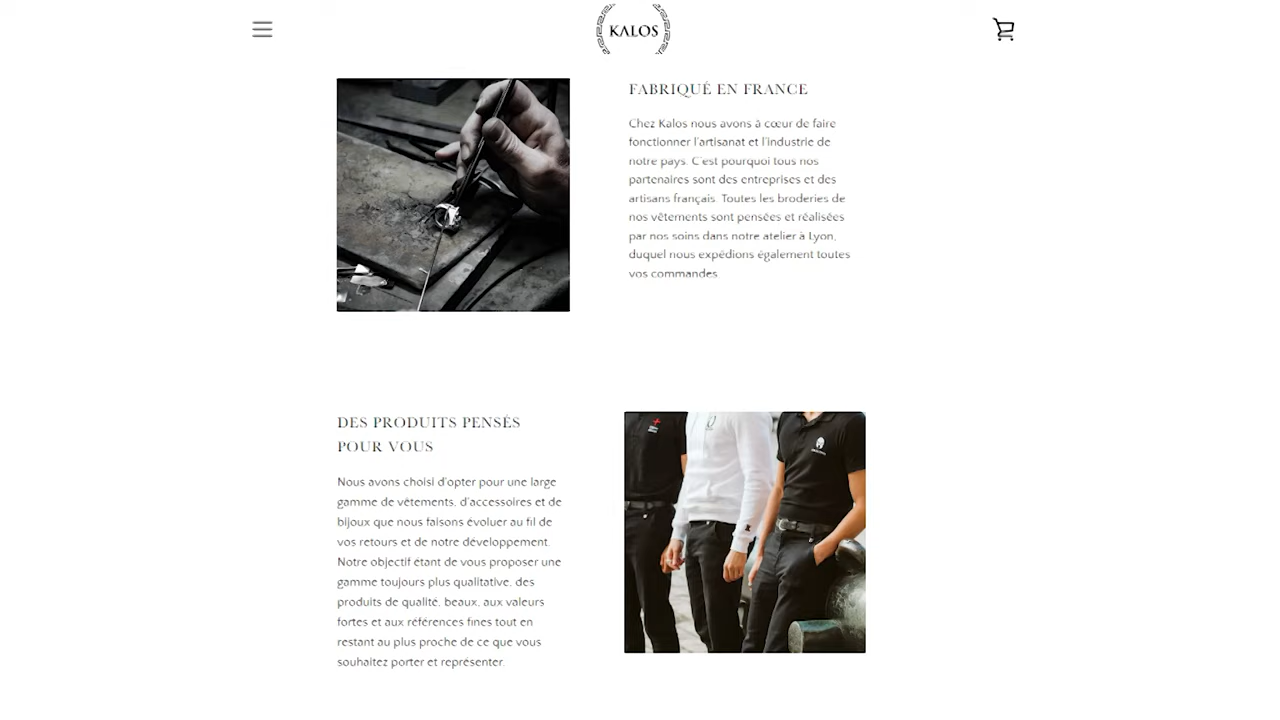 KALOS
FABRIQUÉ EN FRANCE
Chez Kalos nous avons à cœur de faire
fonctionner l'artisanat et l'industrie de
notre pays. C'est pourquoi tous nos
partenaires sont des entreprises et des
artisans français. Toutes les broderies de
nos vêtements sont pensées et réalisées
par nos soins dans notre atelier à Lyon,
duquel nous expédions également toutes
vos commandes.
DES PRODUITS PENSÉS
POUR VOUS
Nous avons choisi d'opter pour une large
gamme de vêtements, d'accessoires et de
bijoux que nous faisons évoluer au fil de
vos retours et de notre développement.
Notre objectif étant de vous proposer une
gamme toujours plus qualitative, des
produits de qualité, beaux, aux valeurs
fortes et aux références fines tout en
restant au plus proche de ce que vous
souhaitez porter et représenter.